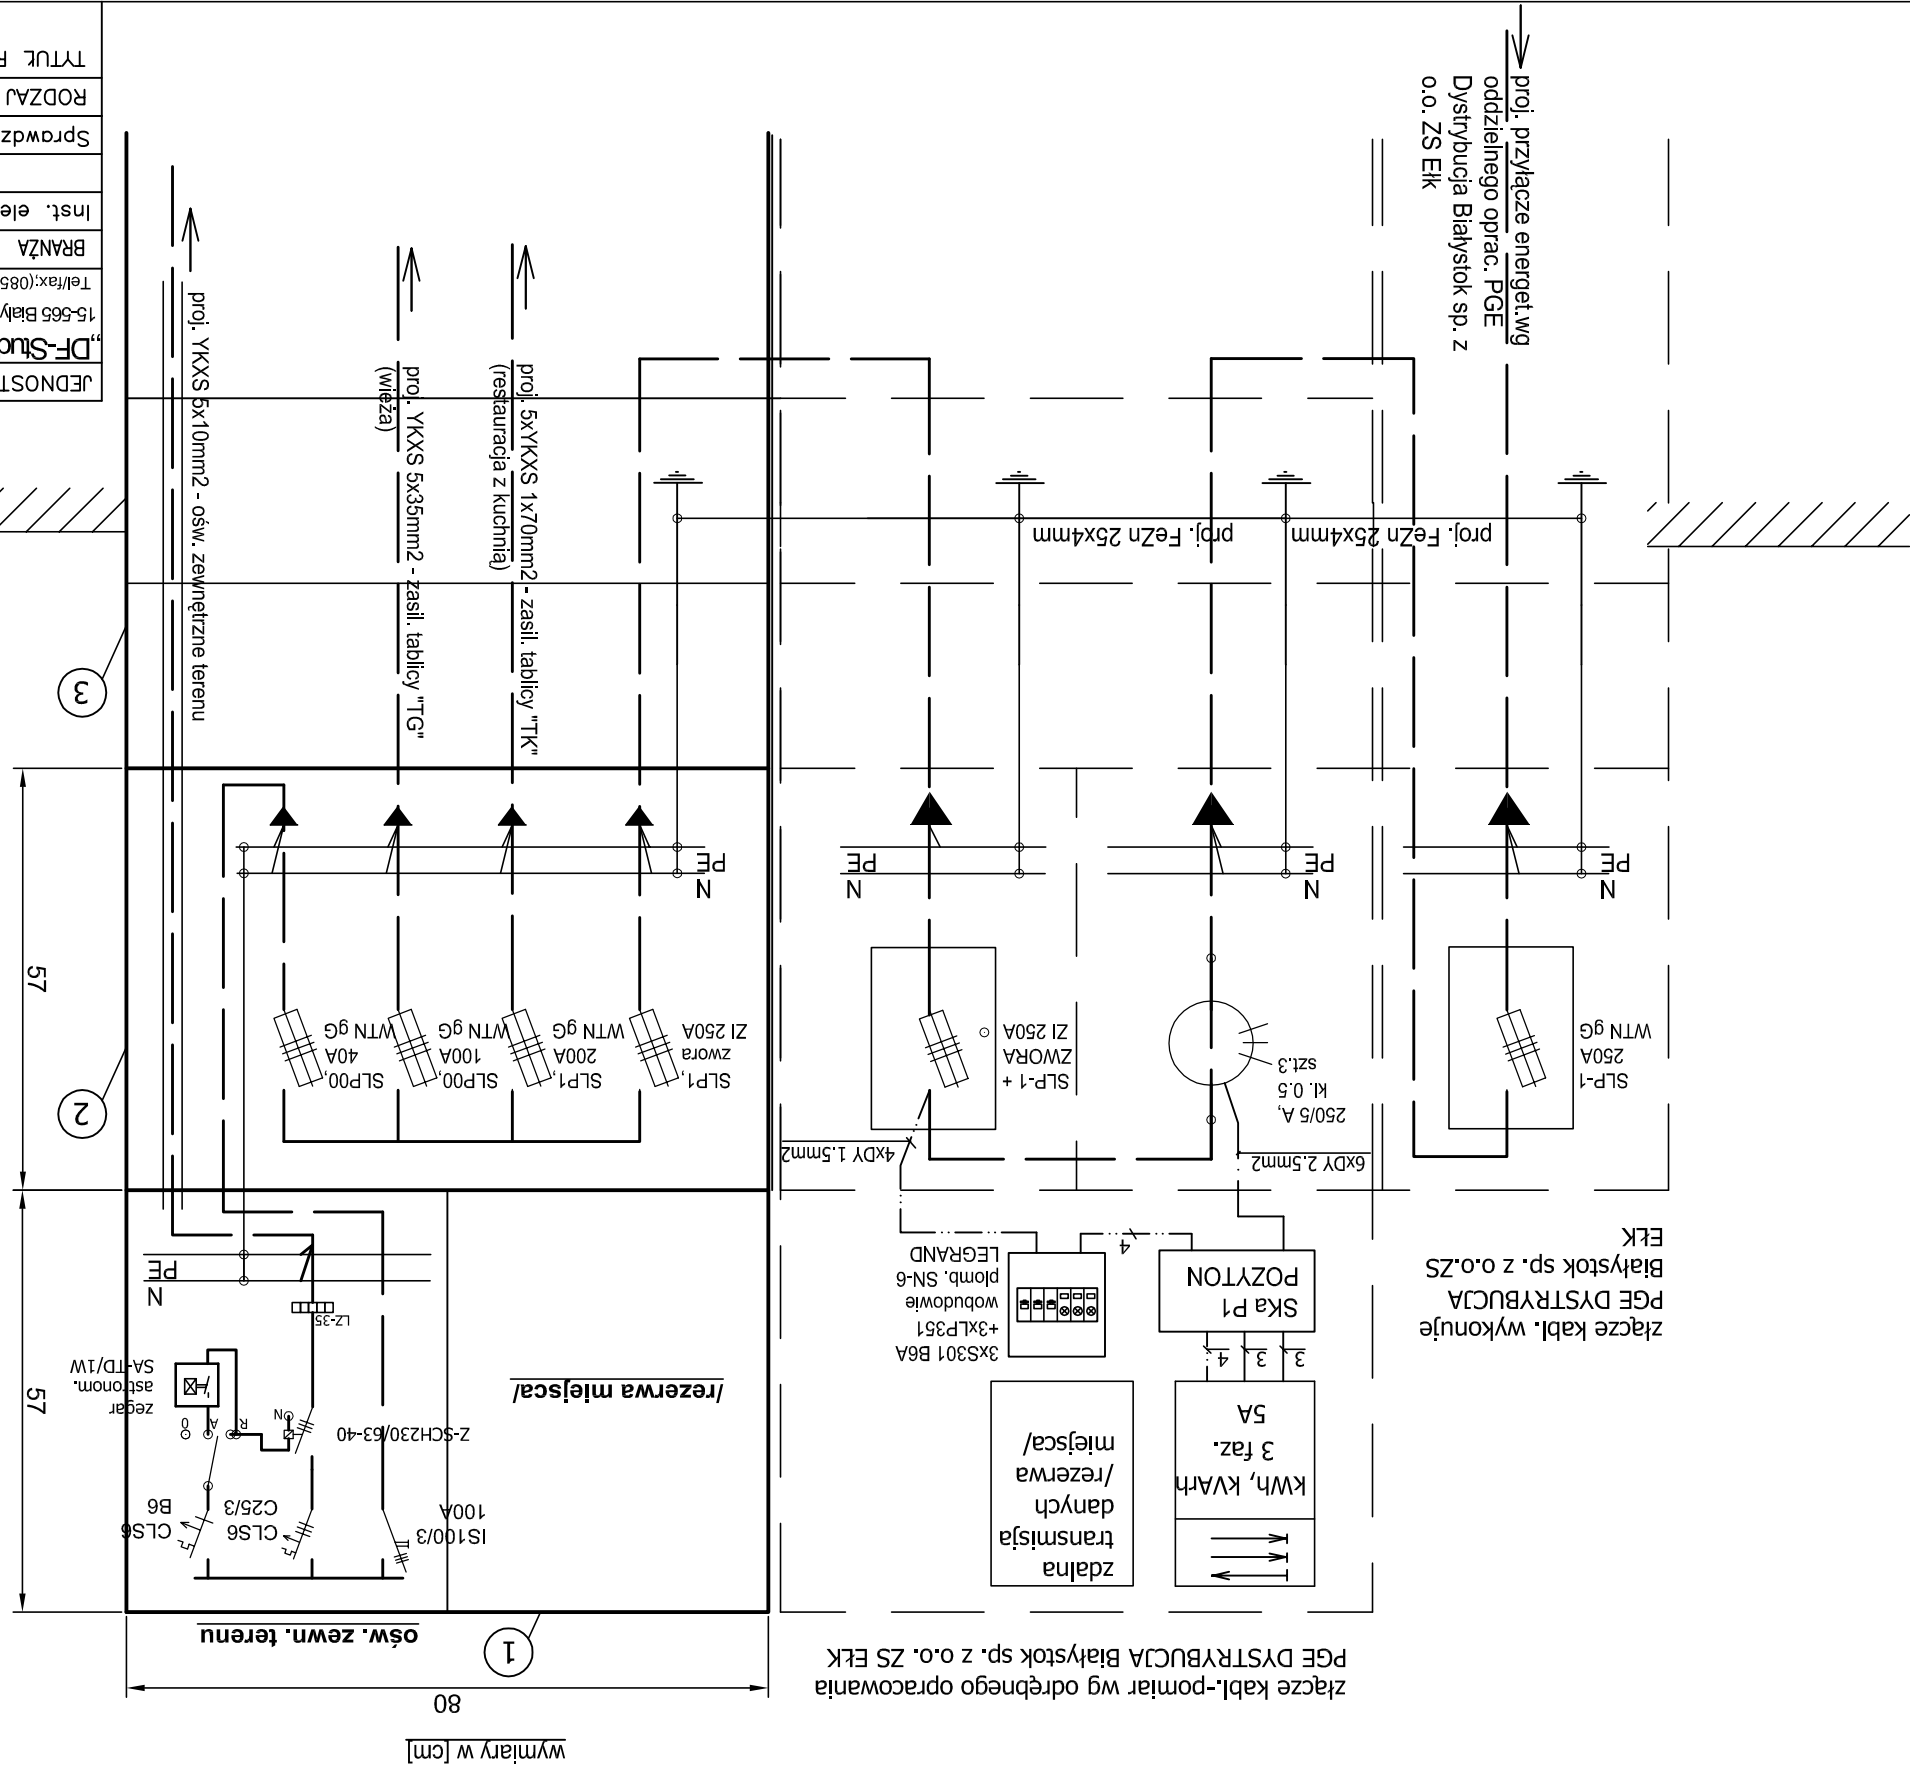 wymiary w [cm]
80
złącze kabl.-pomiar wg odrębnego opracowania
PGE DYSTRYBUCJA Białystok sp. z o.o. ZS EŁK
1
ośw. zewn. terenu
zdalna
transmisja
danych
/rezerwa
miejsca/
kWh, kVArh
3 faz.
5A
3
3
4
SKa P1
POZYTON
4
3xS301 B6A
+3xLP351
wobudowie
plomb. SN-6
LEGRAND
złącze kabl. wykonuje
PGE DYSTRYBUCJA
Białystok sp. z o.o.ZS
EŁK
IS100/3
100A
CLS6
C25/3
CLS6
B6
Z-SCH230/63-40
N
R
A
0
zegar
astronom.
SA-TD/1W
/rezerwa miejsca/
LZ-35
N
PE
57
57
6xDY 2.5mm2
4xDY 1.5mm2
SLP-1
250A
WTN gG
250/5 A,
kl. 0.5
szt.3
SLP-1 +
ZWORA
ZI 250A
SLP1,
zwora
ZI 250A
SLP1,
200A
WTN gG
SLP00,
100A
WTN gG
SLP00,
40A
WTN gG
2
N
PE
N
PE
N
PE
N
PE
3
proj. FeZn 25x4mm
proj. FeZn 25x4mm
proj. YKXS 5x10mm2 - ośw. zewnętrzne terenu
proj. YKXS 5x35mm2 - zasil. tablicy "TG"
(wieża)
proj. 5xYKXS 1x70mm2 - zasil. tablicy "TK"
(restauracja z kuchnią)
proj. przyłącze energet.wg
oddzielnego oprac. PGE
Dystrybucja Białystok sp. z
o.o. ZS Ełk
JEDNOST
„DF-Stud
15-565 Biały
Tel/fax;(085
BRANŻA
Inst. ele
Sprawdz
RODZAJ
TYTUŁ R